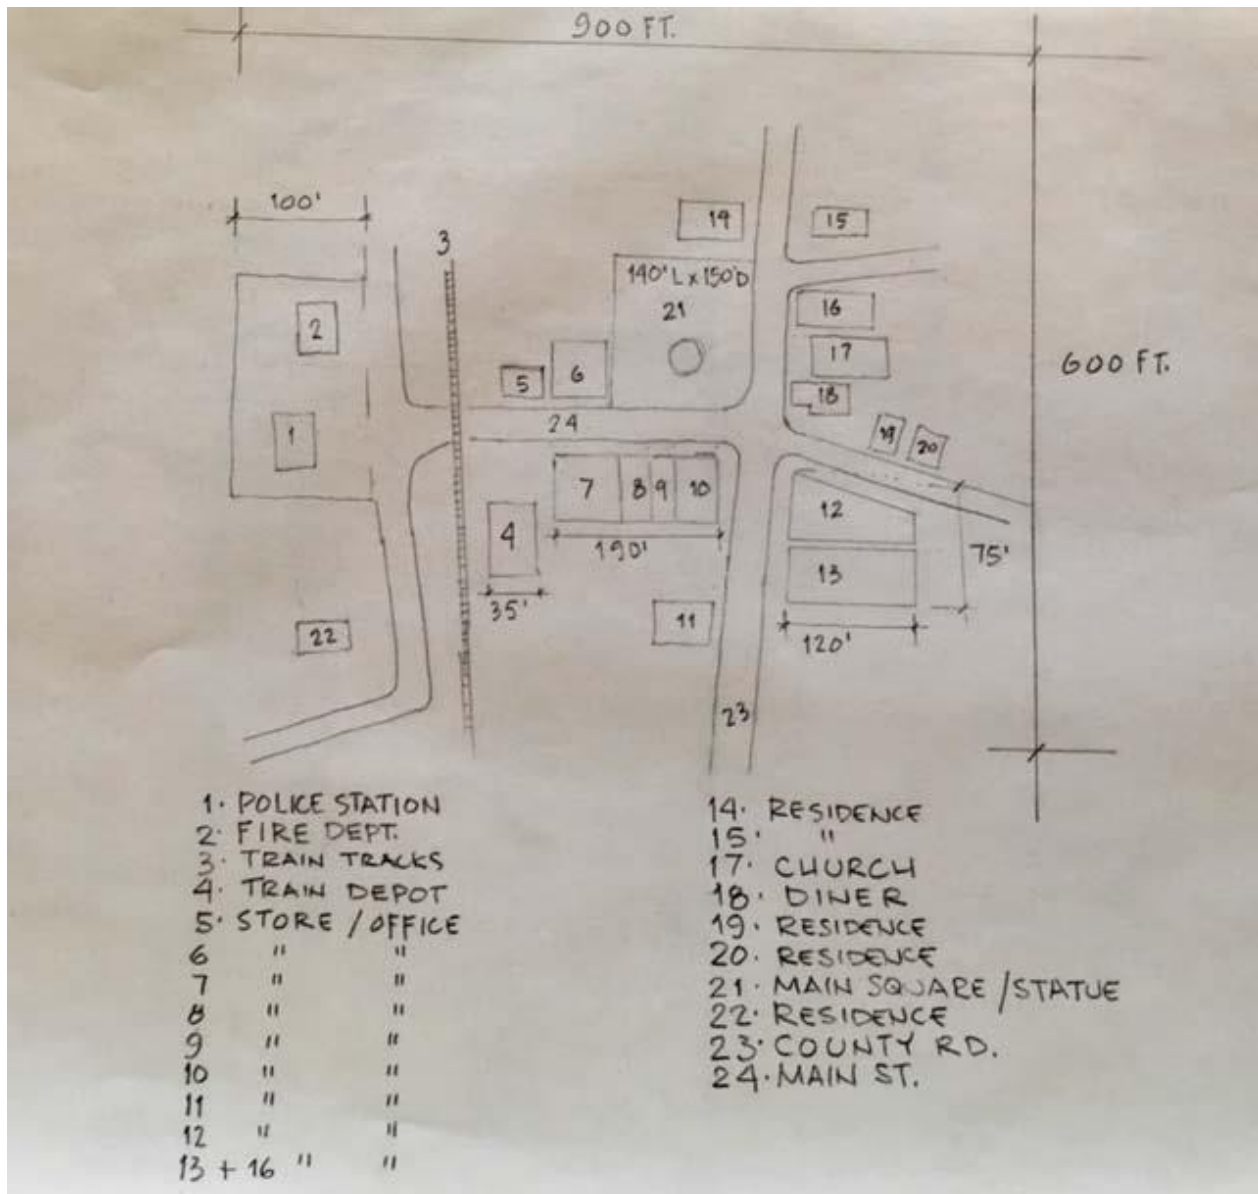 900 FT.
100'
3
19
15
140' L x 150' D
21
2
16
17
600 FT.
5
6
18
24
19
20
1
7
8
9
10
12
4
190'
75'
13
35'
11
120'
22
23
1. POLICE STATION
2. FIRE DEPT.
3. TRAIN TRACKS
4. TRAIN DEPOT
5. STORE / OFFICE
6 " "
7 " "
8 " "
9 " "
10 " "
11 " "
12 " "
13 + 16 " "
14. RESIDENCE
15. "
17. CHURCH
18. DINER
19. RESIDENCE
20. RESIDENCE
21. MAIN SQUARE / STATUE
22. RESIDENCE
23. COUNTY RD.
24. MAIN ST.